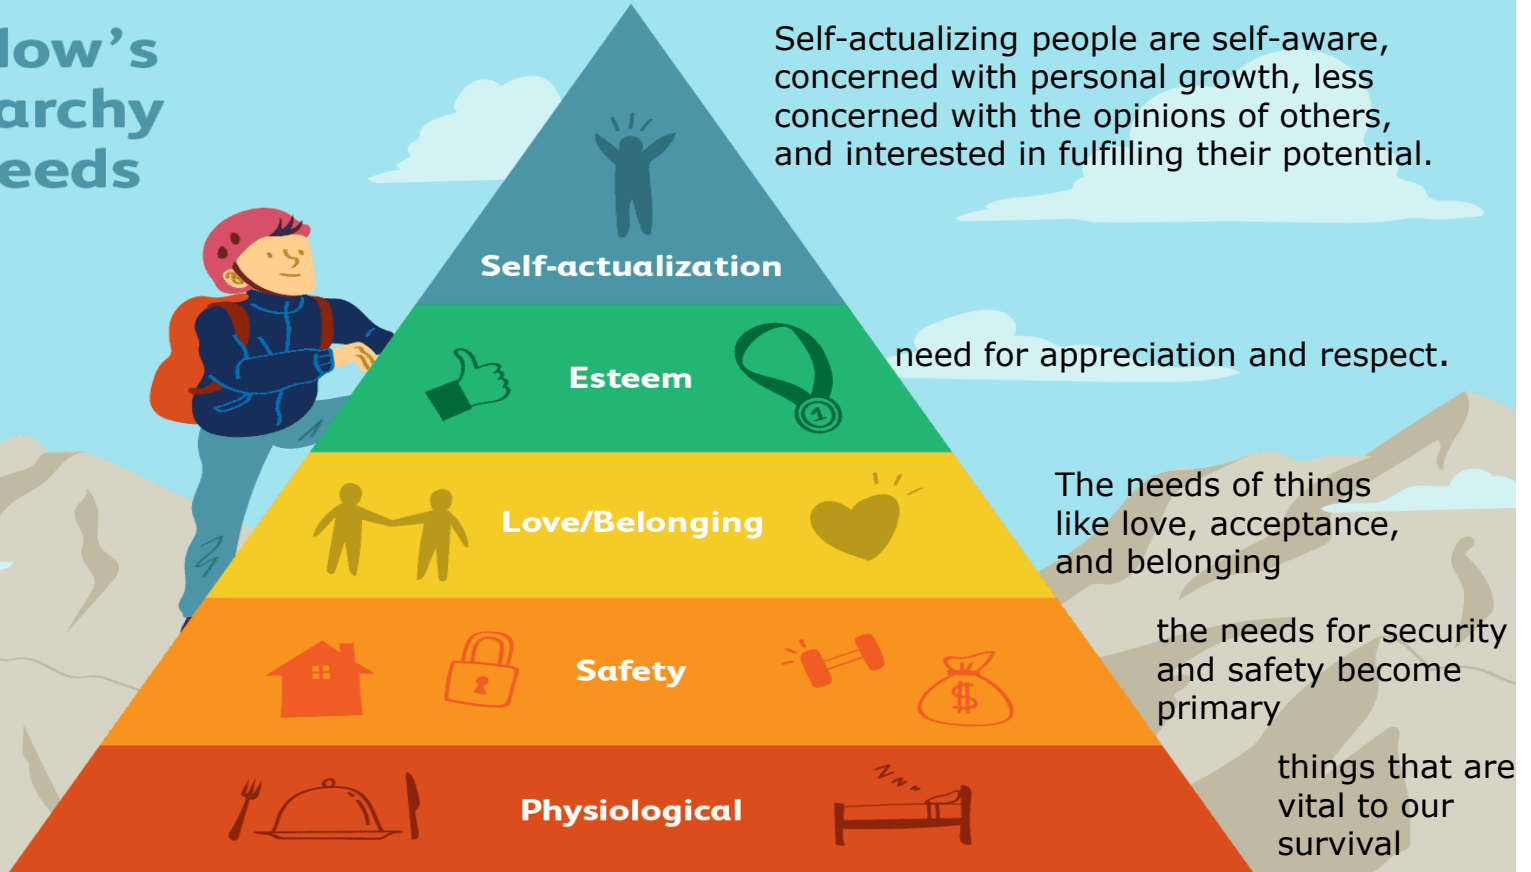 low's
archy
eeds
Self-actualizing people are self-aware,
concerned with personal growth, less
concerned with the opinions of others,
and interested in fulfilling their potential.
Self-actualization
need for appreciation and respect.
Esteem
1
The needs of things
like love, acceptance,
and belonging
Love/Belonging
the needs for security
and safety become
primary
Safety
$
things that are
vital to our
survival
Physiological
zzzz